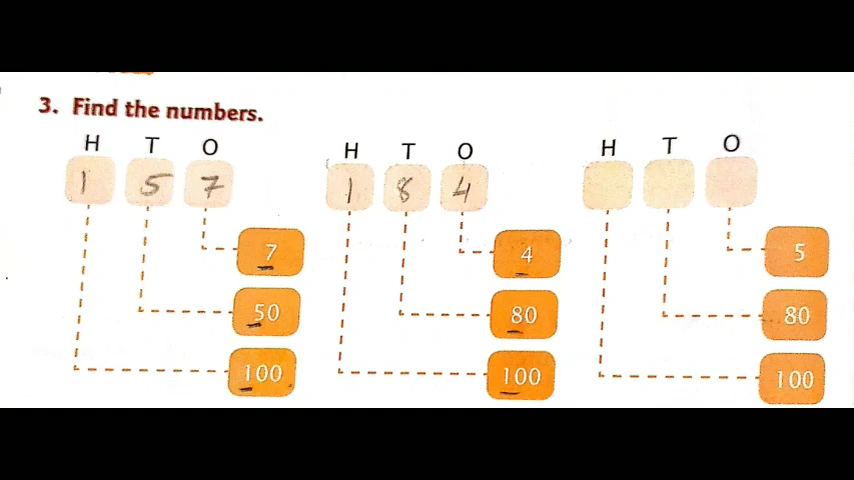 3. Find the numbers.
H T O H T O H T O
1 5 7 1 8 4
7 4 5
50 80 80
100 100 100